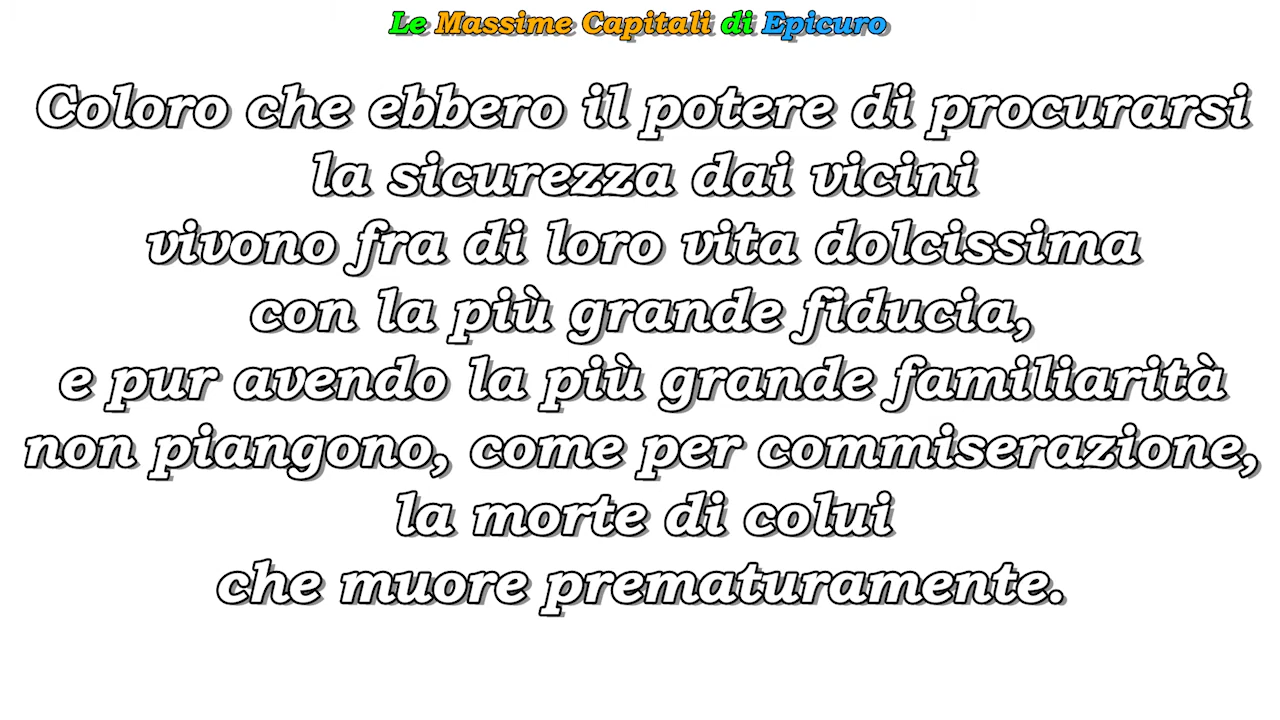 Le Massime Capitali di Epicuro
Coloro che ebbero il potere di procurarsi
la sicurezza dai vicini
vivono fra di loro vita dolcissima
con la più grande fiducia,
e pur avendo la più grande familiarità
non piangono, come per commiserazione,
la morte di colui
che muore prematuramente.